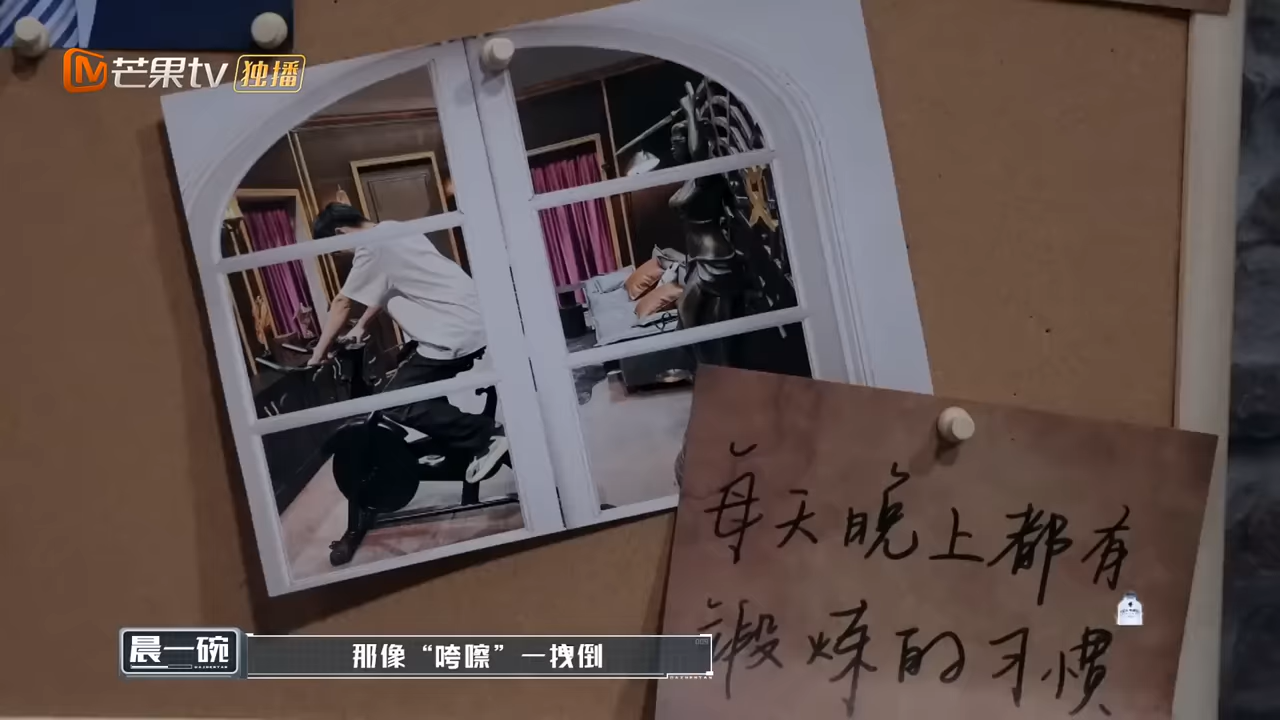 芒果tv 独播
每天晚上都有
锻炼的习惯
晨一碗
那像“咵嚓”一拽倒